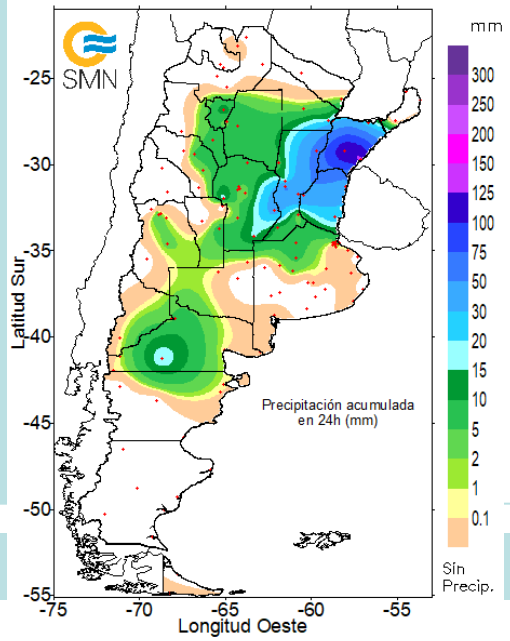 SMN
mm
300
250
200
150
125
100
75
50
30
20
15
10
5
2
1
0.1
Sin
Precip.
-25
-30
-35
-40
-45
-50
-55
Latitud Sur
Precipitación acumulada
en 24h (mm)
-75 -70 -65 -60 -55
Longitud Oeste